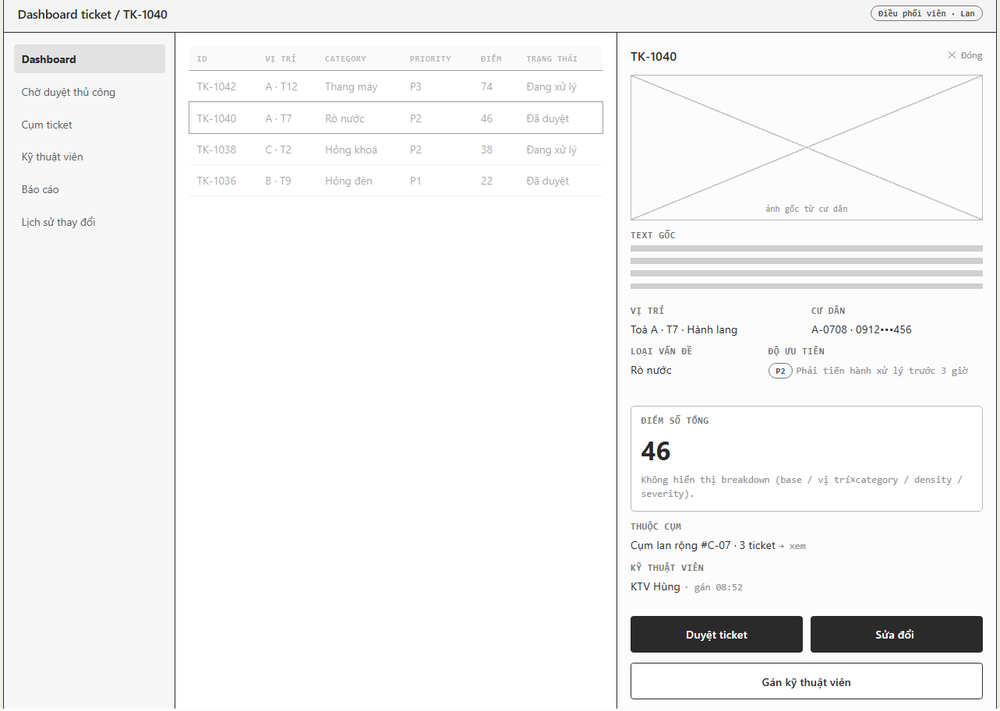 Dashboard ticket / TK-1040
Điều phối viên · Lan
Dashboard
Chờ duyệt thủ công
Cụm ticket
Kỹ thuật viên
Báo cáo
Lịch sử thay đổi
ID VỊ TRÍ CATEGORY PRIORITY ĐIỂM TRẠNG THÁI
TK-1042 A · T12 Thang máy P3 74 Đang xử lý
TK-1040 A · T7 Rò nước P2 46 Đã duyệt
TK-1038 C · T2 Hỏng khoá P2 38 Đang xử lý
TK-1036 B · T9 Hỏng đèn P1 22 Đã duyệt
TK-1040
× Đóng
ảnh gốc từ cư dân
TEXT GỐC
VỊ TRÍ CƯ DÂN
Toà A · T7 · Hành lang A-0708 · 0912•••456
LOẠI VẤN ĐỀ ĐỘ ƯU TIÊN
Rò nước P2 Phải tiến hành xử lý trước 3 giờ
ĐIỂM SỐ TỔNG
46
Không hiển thị breakdown (base / vị trí×category / density /
severity).
THUỘC CỤM
Cụm lan rộng #C-07 · 3 ticket → xem
KỸ THUẬT VIÊN
KTV Hùng · gán 08:52
Duyệt ticket Sửa đổi
Gán kỹ thuật viên